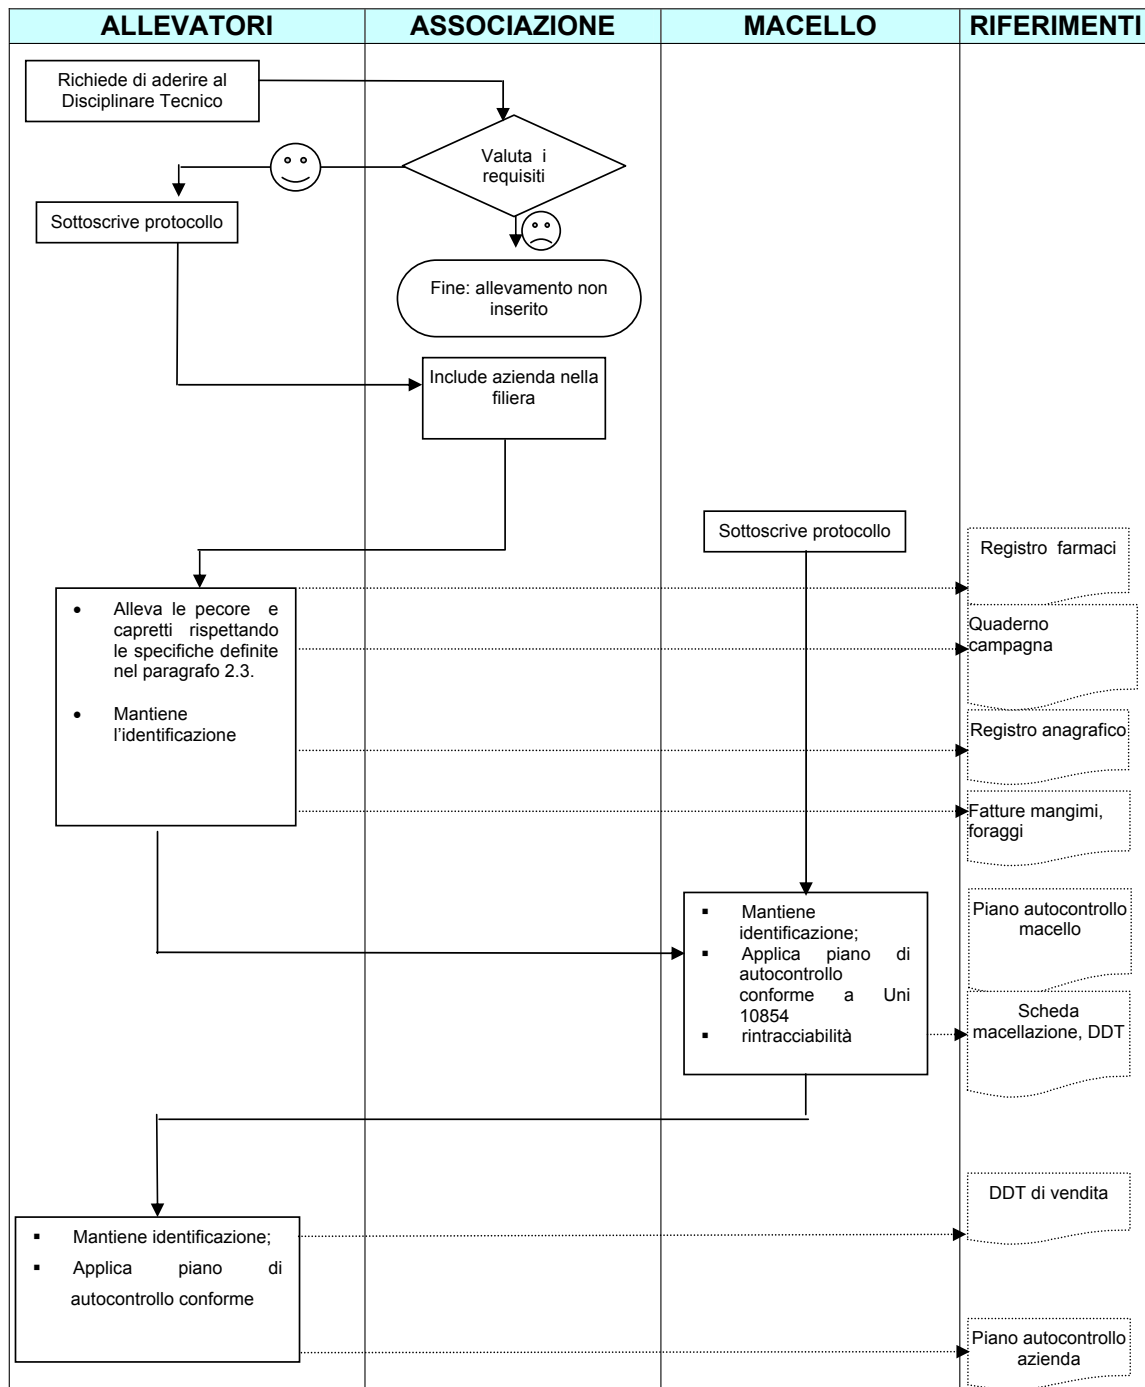 ALLEVATORI ASSOCIAZIONE MACELLO RIFERIMENTI
Richiede di aderire al
Disciplinare Tecnico
Valuta i
requisiti
Sottoscrive protocollo
Fine: allevamento non
inserito
Include azienda nella
filiera
Sottoscrive protocollo
Registro farmaci
• Alleva le pecore e
capretti rispettando
le specifiche definite
nel paragrafo 2.3.
• Mantiene
l'identificazione
Quaderno
campagna
Registro anagrafico
Fatture mangimi,
foraggi
▪ Mantiene
identificazione;
▪ Applica piano di
autocontrollo
conforme a Uni
10854
▪ rintracciabilità
Piano autocontrollo
macello
Scheda
macellazione, DDT
DDT di vendita
▪ Mantiene identificazione;
▪ Applica piano di
autocontrollo conforme
Piano autocontrollo
azienda